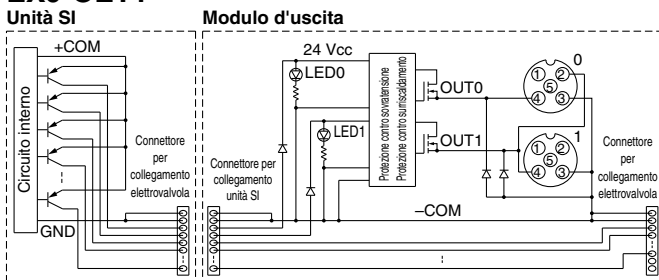 Unità SI
Modulo d'uscita
+COM
Circuito interno
Connettore
per
collegamento
elettrovalvola
GND
24 Vcc
LED0
LED1
Connettore per
collegamento
unità SI
Protezione contro sovratensione
Protezione contro surriscaldamento
OUT0
OUT1
–COM
0
1 2
5
4 3
1
1 2
5
4 3
Connettore
per
collegamento
elettrovalvola